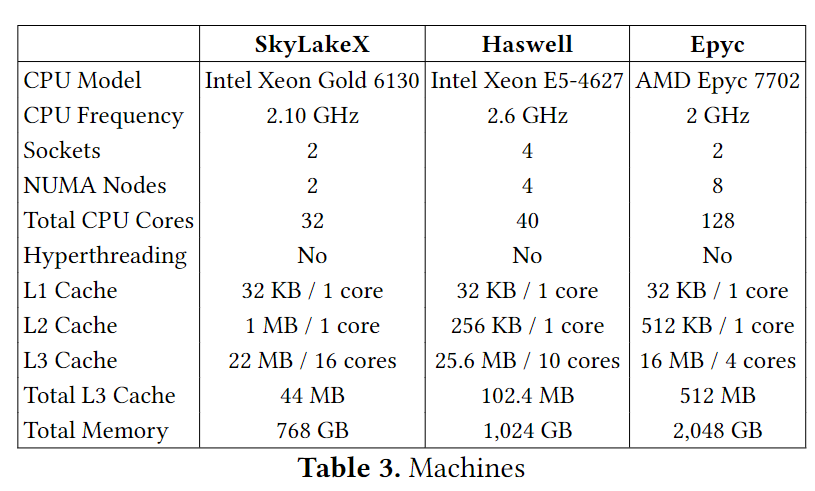 SkyLakeX Haswell Epyc
CPU Model Intel Xeon Gold 6130 Intel Xeon E5-4627 AMD Epyc 7702
CPU Frequency 2.10 GHz 2.6 GHz 2 GHz
Sockets 2 4 2
NUMA Nodes 2 4 8
Total CPU Cores 32 40 128
Hyperthreading No No No
L1 Cache 32 KB / 1 core 32 KB / 1 core 32 KB / 1 core
L2 Cache 1 MB / 1 core 256 KB / 1 core 512 KB / 1 core
L3 Cache 22 MB / 16 cores 25.6 MB / 10 cores 16 MB / 4 cores
Total L3 Cache 44 MB 102.4 MB 512 MB
Total Memory 768 GB 1,024 GB 2,048 GB
Table 3. Machines